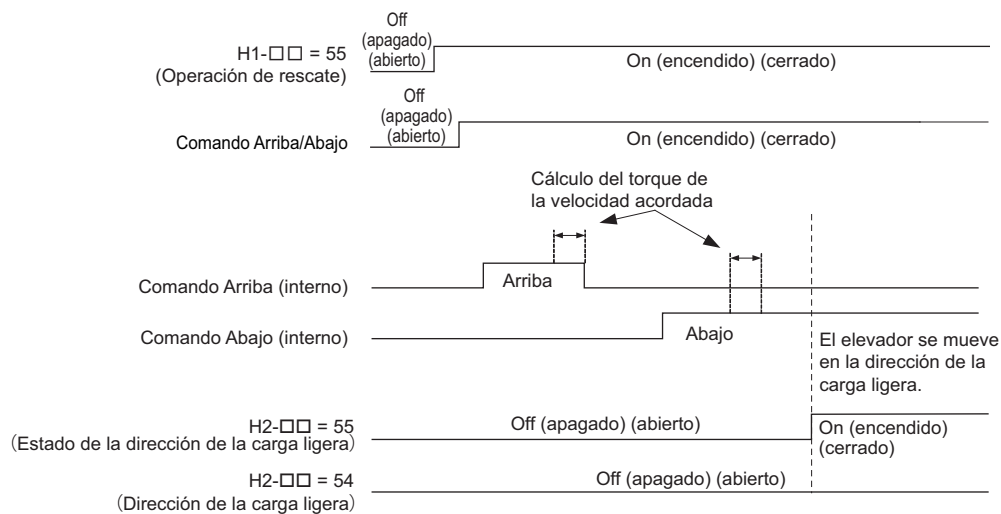 Off
(apagado)
(abierto)
H1-□□ = 55
(Operación de rescate)
On (encendido) (cerrado)
Off
(apagado)
(abierto)
Comando Arriba/Abajo
On (encendido) (cerrado)
Cálculo del torque de
la velocidad acordada
Comando Arriba (interno)
Arriba
Comando Abajo (interno)
Abajo
El elevador se mueve
en la dirección de la
carga ligera.
H2-□□ = 55
(Estado de la dirección de la carga ligera)
Off (apagado) (abierto)
On (encendido)
(cerrado)
H2-□□ = 54
(Dirección de la carga ligera)
Off (apagado) (abierto)